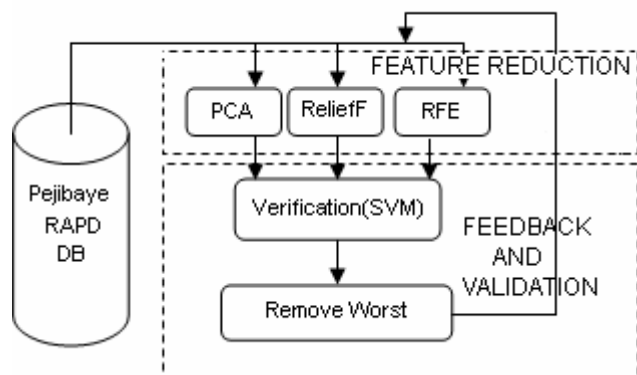 FEATURE REDUCTION
PCA
ReliefF
RFE
Pejibaye
RAPD
DB
Verification(SVM)
FEEDBACK
AND
VALIDATION
Remove Worst